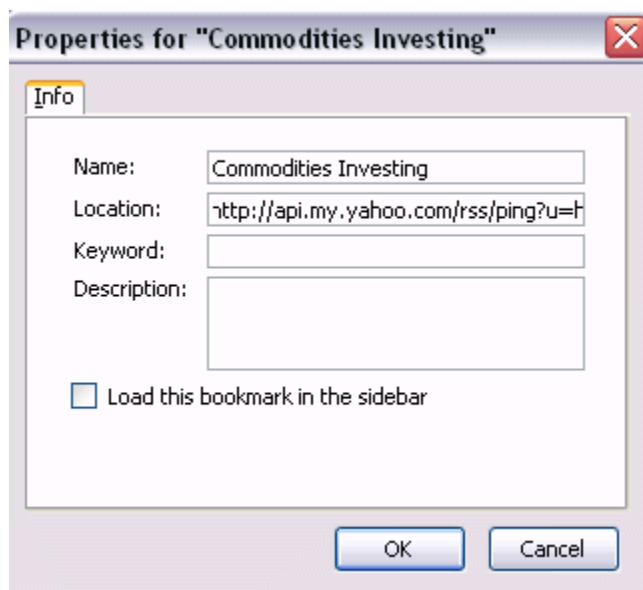 Properties for "Commodities Investing"
Info
Name: Commodities Investing
Location: http://api.my.yahoo.com/rss/ping?u=h
Keyword:
Description:
Load this bookmark in the sidebar
OK Cancel